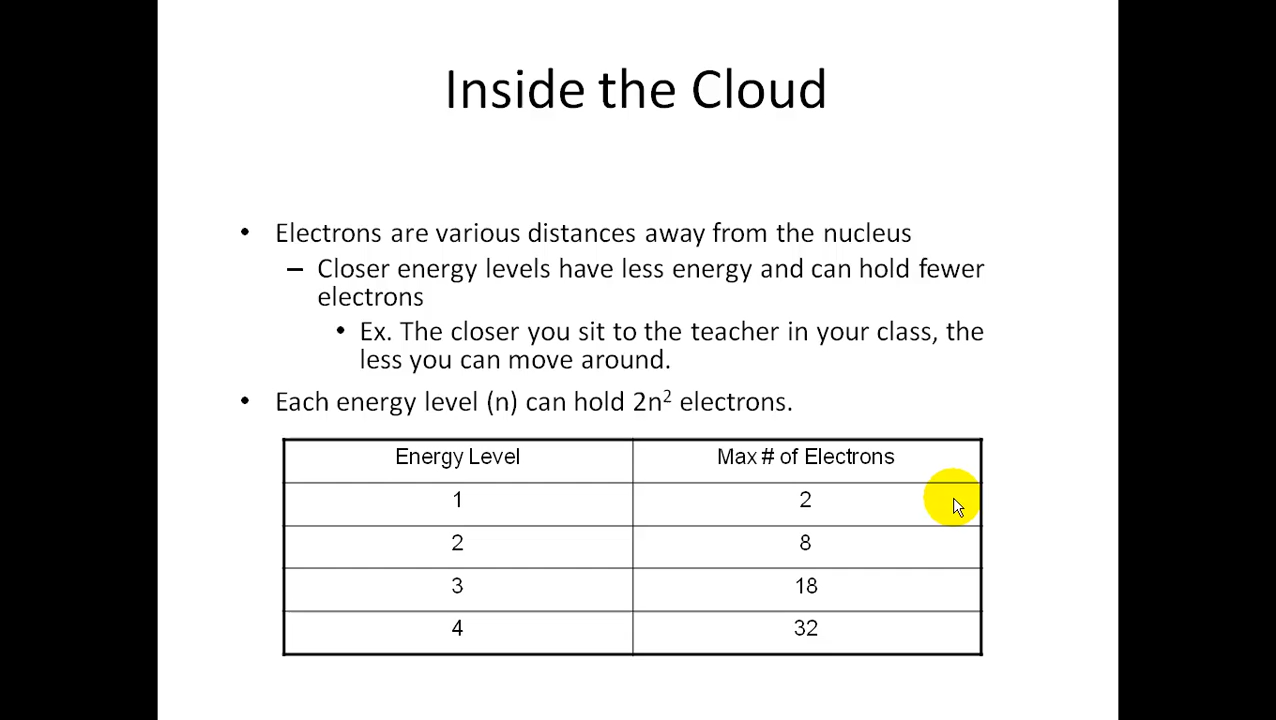 Inside the Cloud
• Electrons are various distances away from the nucleus
– Closer energy levels have less energy and can hold fewer
electrons
• Ex. The closer you sit to the teacher in your class, the
less you can move around.
• Each energy level (n) can hold 2n² electrons.
Energy Level Max # of Electrons
1 2
2 8
3 18
4 32